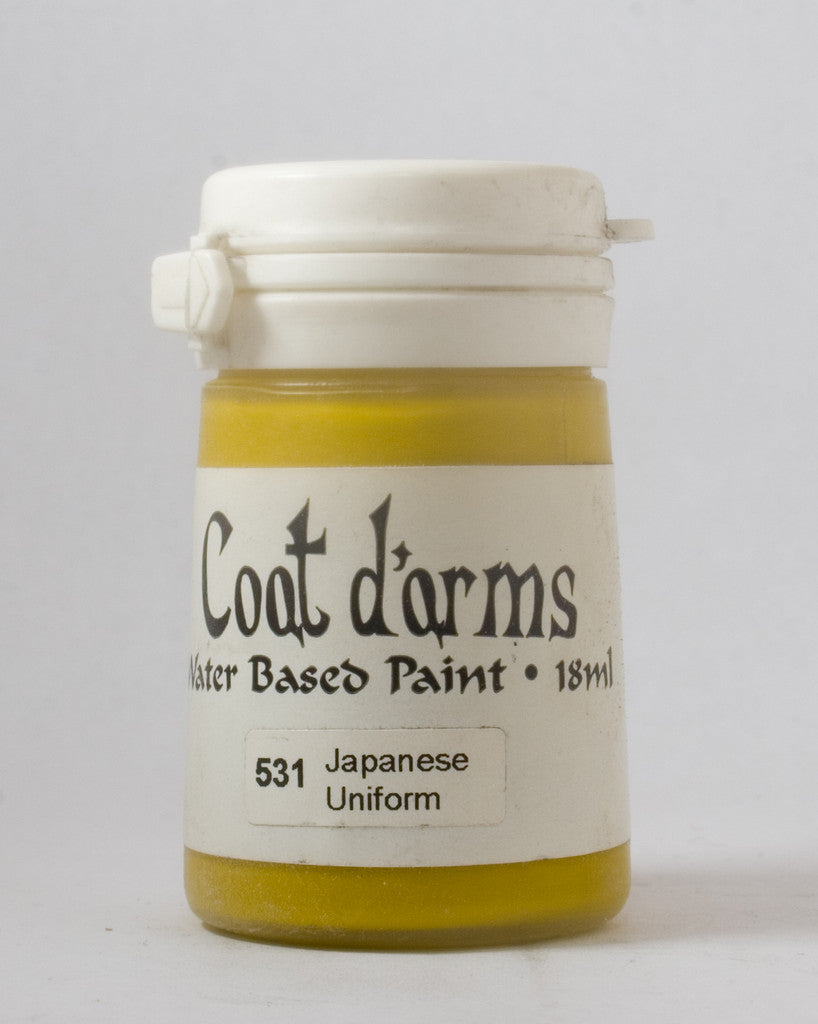 Coat d'arms
Water Based Paint • 18ml
531 Japanese
Uniform